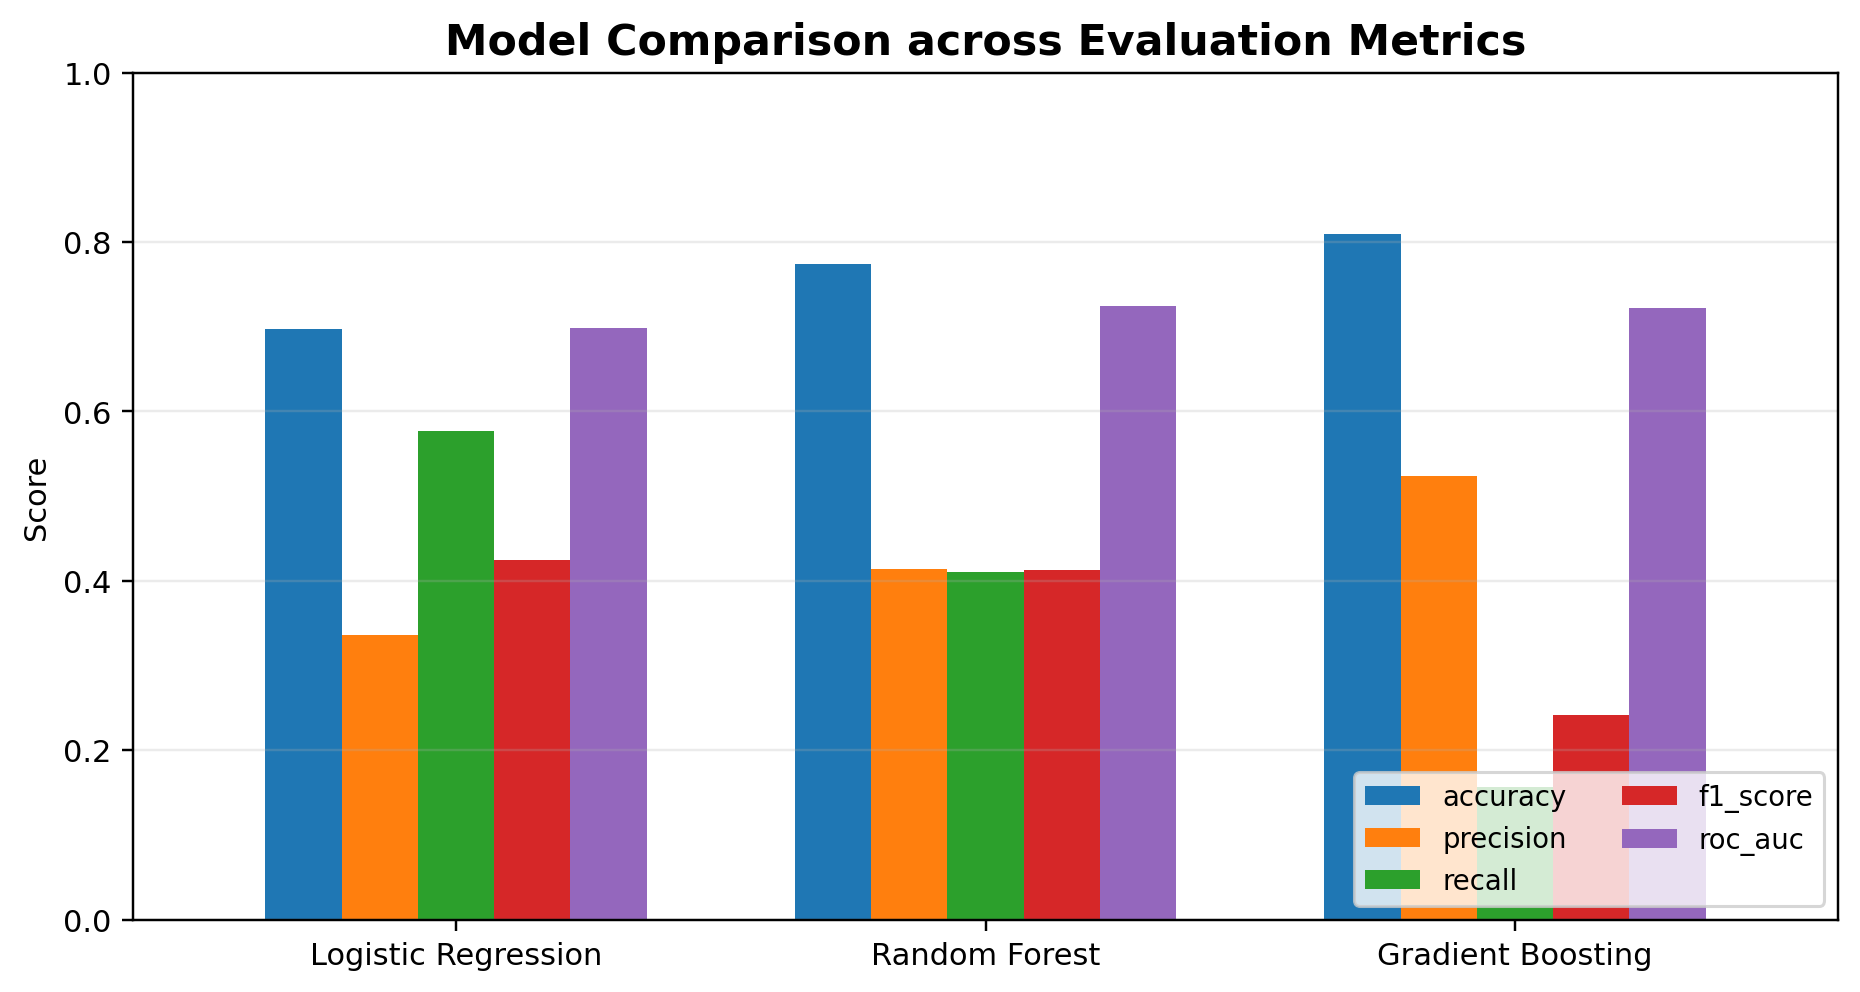 Model Comparison across Evaluation Metrics
1.0
0.8
0.6
0.4
0.2
0.0
Score
accuracy
precision
recall
f1_score
roc_auc
Logistic Regression
Random Forest
Gradient Boosting